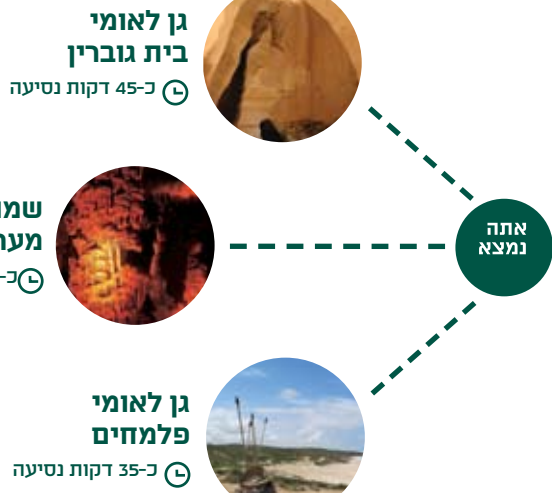 גן לאומי
בית גוברין
כ-45 דקות נסיעה
אתה
נמצא
גן לאומי
פלמחים
כ-35 דקות נסיעה